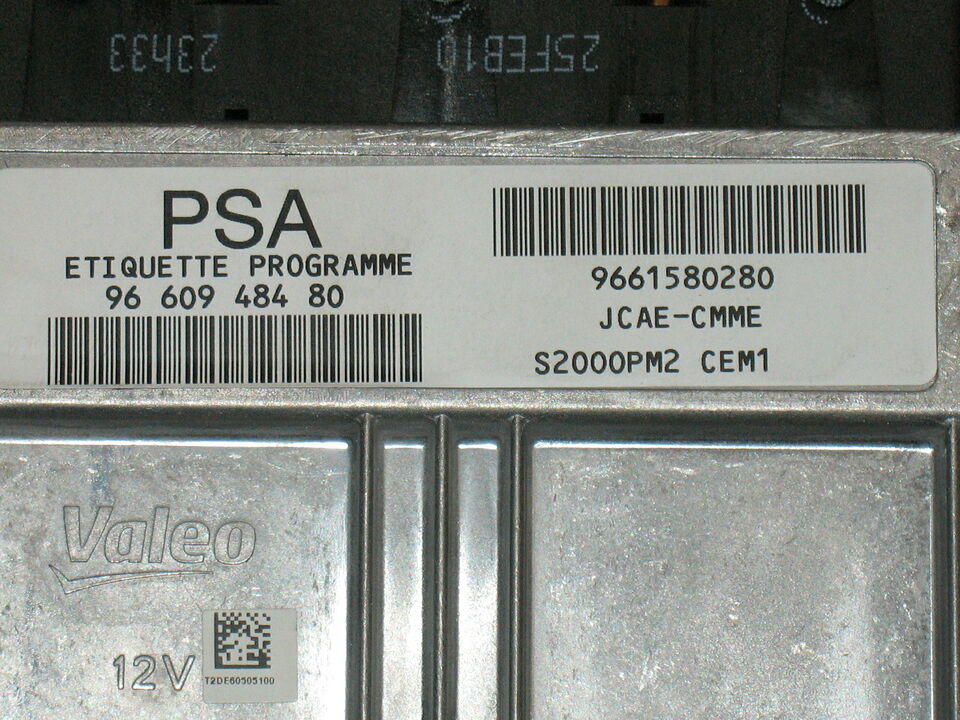 25FEB10
23h33
PSA
ETIQUETTE PROGRAMME
96 609 484 80
9661580280
JCAE-CMME
S2000PM2 CEM1
Valeo
12V
T2DE60505100